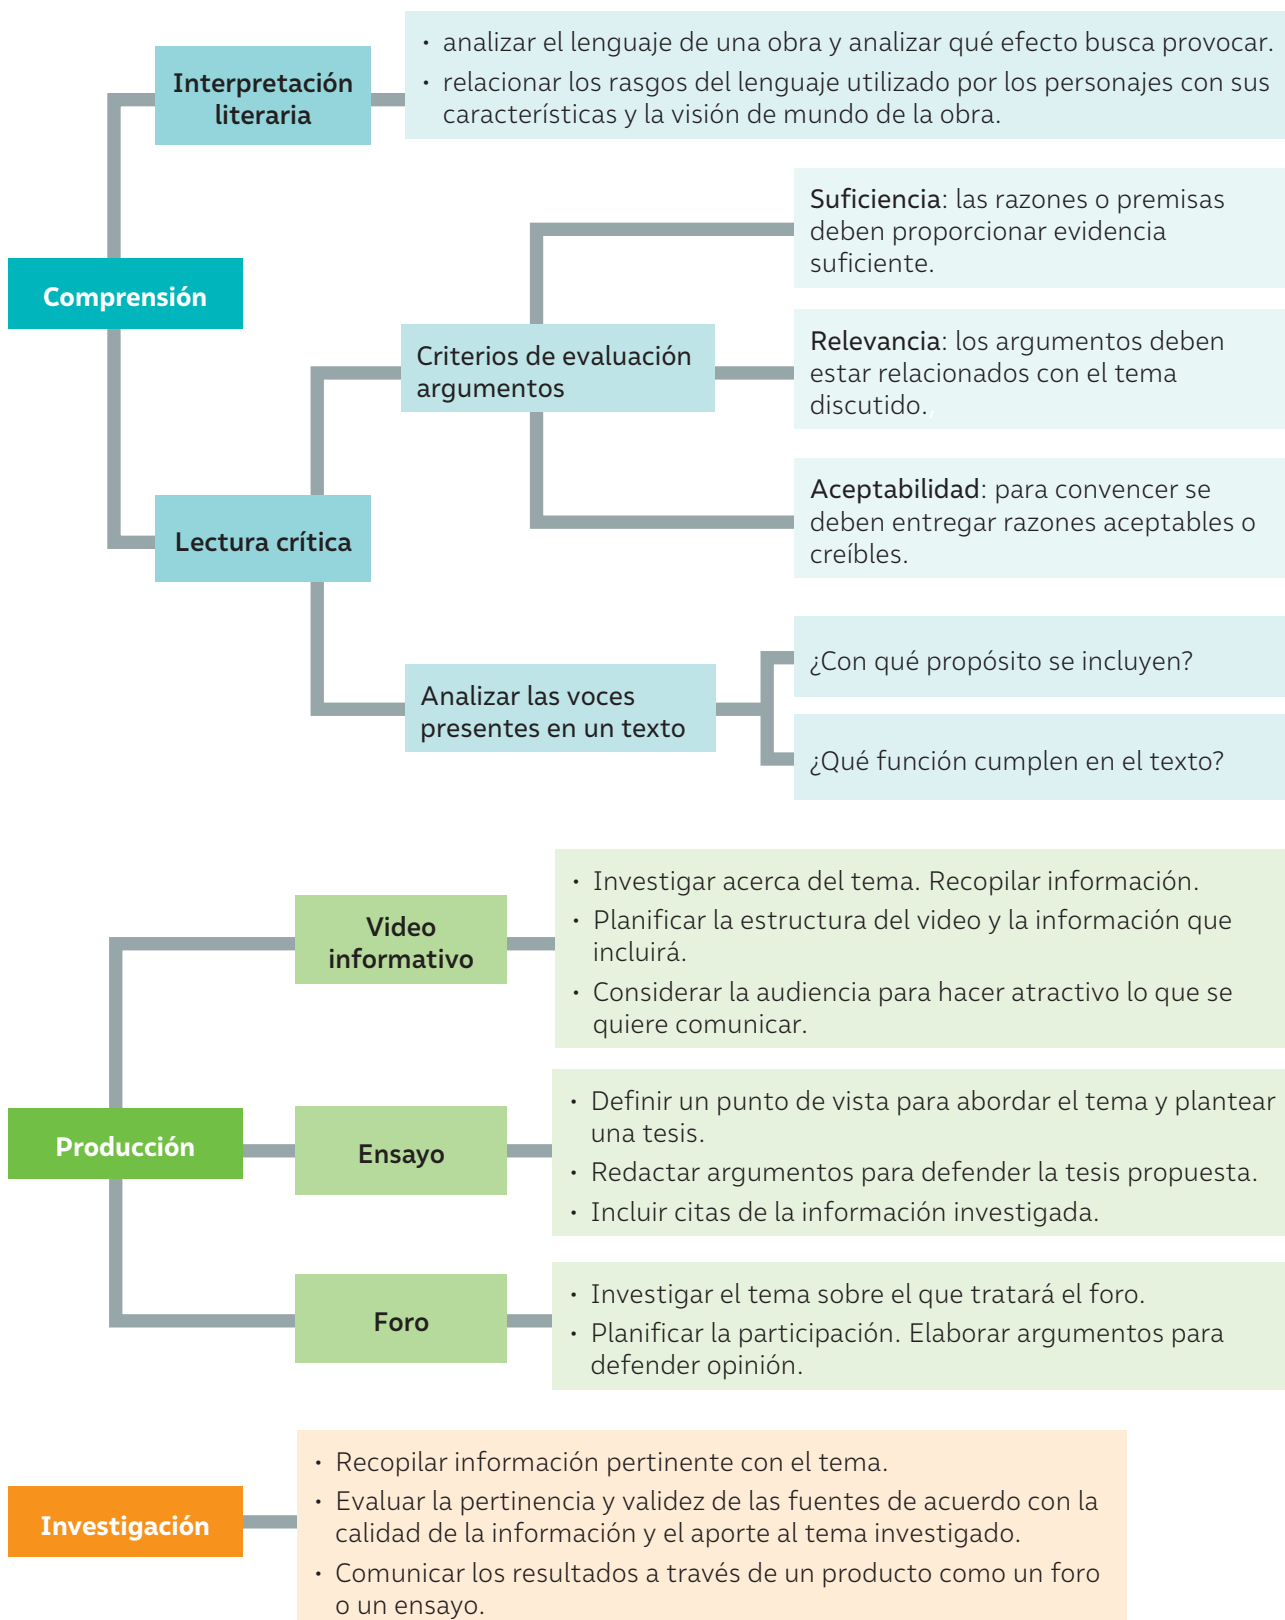 · analizar el lenguaje de una obra y analizar qué efecto busca provocar.
· relacionar los rasgos del lenguaje utilizado por los personajes con sus
características y la visión de mundo de la obra.
Interpretación
literaria
Comprensión
Lectura crítica
Criterios de evaluación
argumentos
Suficiencia: las razones o premisas
deben proporcionar evidencia
suficiente.
Relevancia: los argumentos deben
estar relacionados con el tema
discutido.
Aceptabilidad: para convencer se
deben entregar razones aceptables o
creíbles.
Analizar las voces
presentes en un texto
¿Con qué propósito se incluyen?
¿Qué función cumplen en el texto?
Producción
Video
informativo
· Investigar acerca del tema. Recopilar información.
· Planificar la estructura del video y la información que
incluirá.
· Considerar la audiencia para hacer atractivo lo que se
quiere comunicar.
Ensayo
· Definir un punto de vista para abordar el tema y plantear
una tesis.
· Redactar argumentos para defender la tesis propuesta.
· Incluir citas de la información investigada.
Foro
· Investigar el tema sobre el que tratará el foro.
· Planificar la participación. Elaborar argumentos para
defender opinión.
Investigación
· Recopilar información pertinente con el tema.
· Evaluar la pertinencia y validez de las fuentes de acuerdo con la
calidad de la información y el aporte al tema investigado.
· Comunicar los resultados a través de un producto como un foro
o un ensayo.